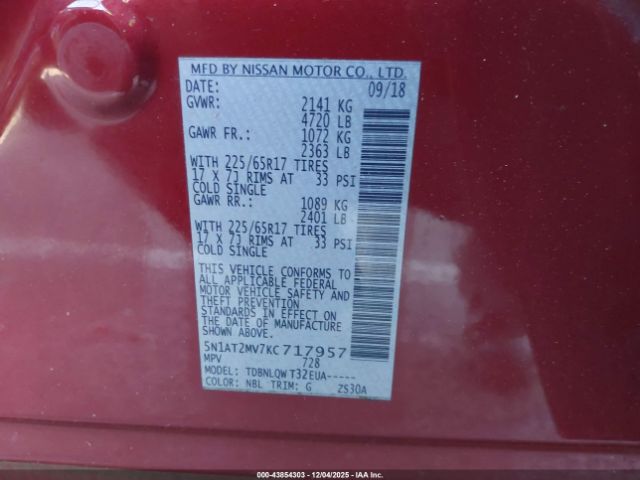 MFD BY NISSAN MOTOR CO., LTD.
DATE: 09/18
GVWR: 2141 KG
4720 LB
GAWR FR.: 1072 KG
2363 LB
WITH 225/65R17 TIRES
17 X 7J RIMS AT 33 PSI
COLD SINGLE
GAWR RR.: 1089 KG
2401 LB
WITH 225/65R17 TIRES
17 X 7J RIMS AT 33 PSI
COLD SINGLE
THIS VEHICLE CONFORMS TO
ALL APPLICABLE FEDERAL
MOTOR VEHICLE SAFETY AND
THEFT PREVENTION
STANDARDS IN EFFECT ON
THE DATE OF MANUFACTURE
SHOWN ABOVE.
5N1AT2MV7KC717957
MPV 728
MODEL: TDBNLQWT32EUA-----
COLOR: NBL TRIM: G 2S30A
000-43854303 - 12/04/2025 - IAA Inc.